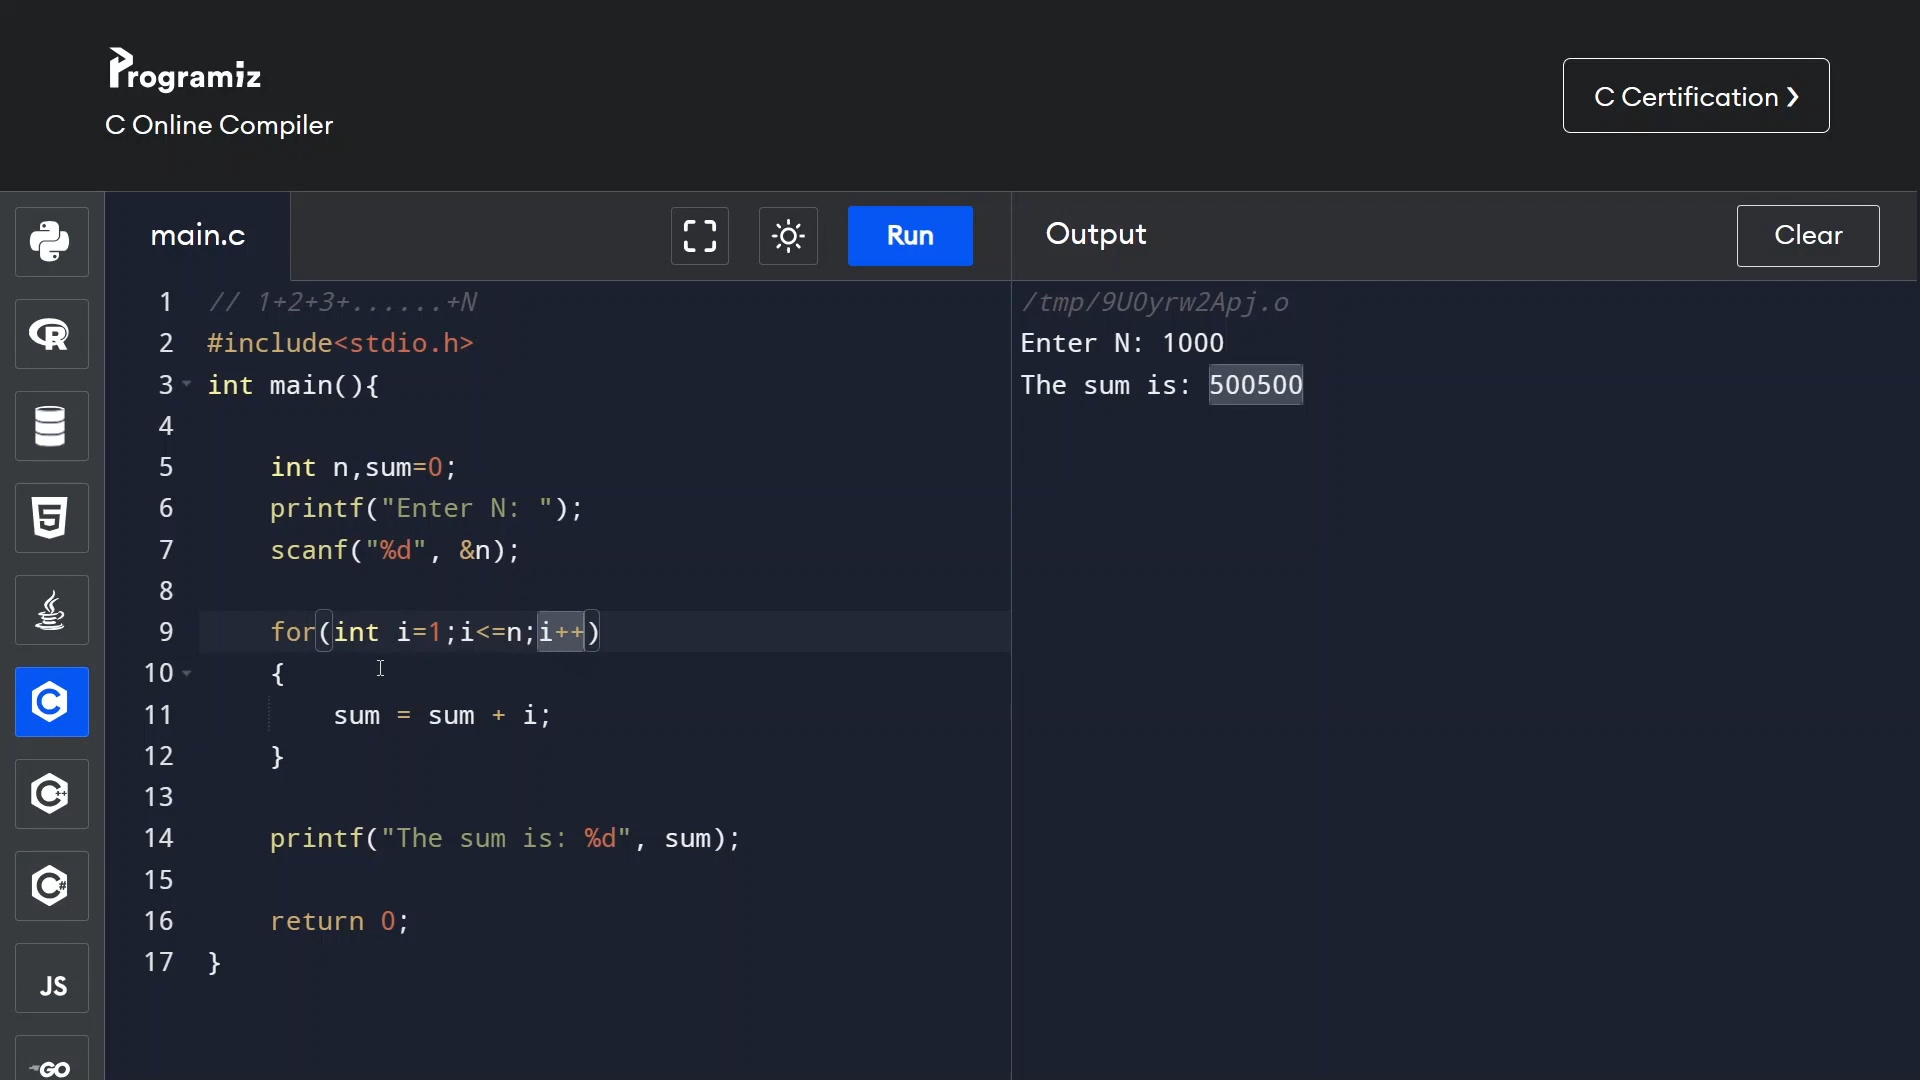 Programiz
C Online Compiler
C Certification ❯
main.c
Run
Output
Clear
1 // 1+2+3+......+N
2 #include<stdio.h>
3 int main(){
4
5 int n,sum=0;
6 printf("Enter N: ");
7 scanf("%d", &n);
8
9 for(int i=1;i<=n;i++)
10 {
11 sum = sum + i;
12 }
13
14 printf("The sum is: %d", sum);
15
16 return 0;
17 }
/tmp/9UOyrw2Apj.o
Enter N: 1000
The sum is: 500500
R
5
C
C++
C#
JS
GO